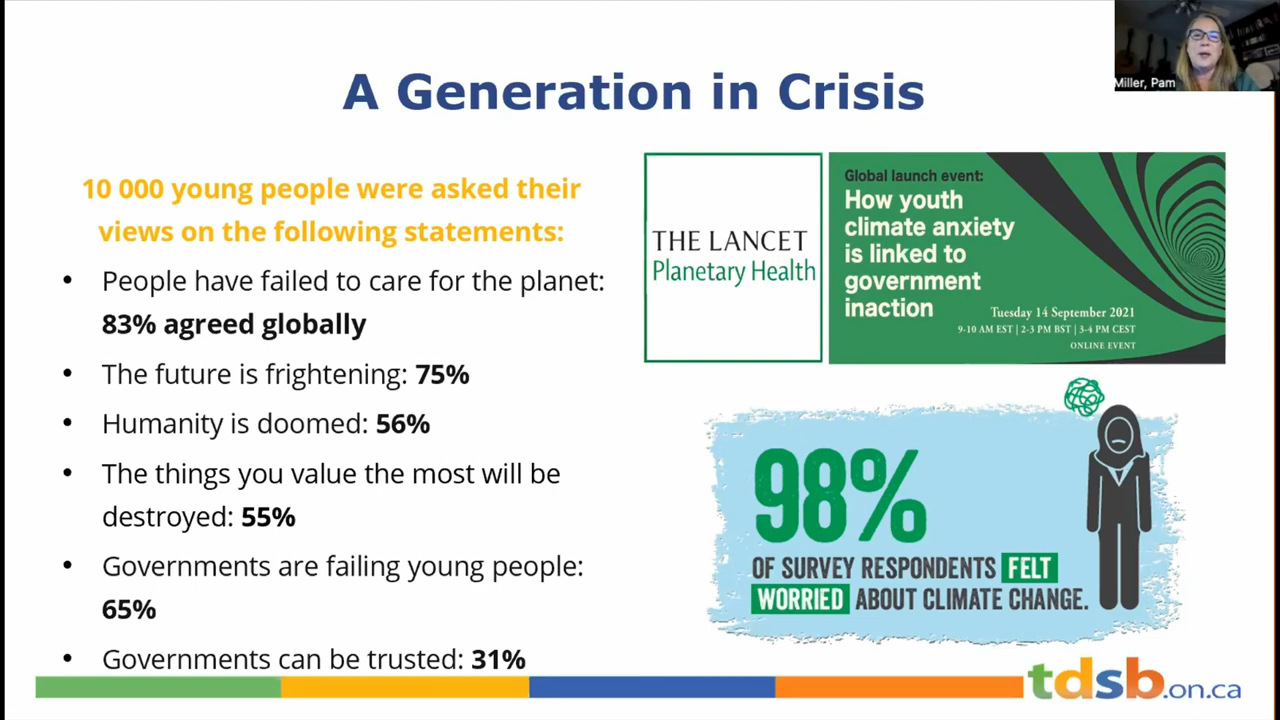 Miller, Pam
A Generation in Crisis
10 000 young people were asked their
views on the following statements:
• People have failed to care for the planet:
83% agreed globally
• The future is frightening: 75%
• Humanity is doomed: 56%
• The things you value the most will be
destroyed: 55%
• Governments are failing young people:
65%
• Governments can be trusted: 31%
THE LANCET
Planetary Health
Global launch event:
How youth
climate anxiety
is linked to
government
inaction
Tuesday 14 September 2021
9-10 AM EST | 2-3 PM BST | 3-4 PM CEST
ONLINE EVENT
98%
OF SURVEY RESPONDENTS FELT
WORRIED ABOUT CLIMATE CHANGE.
tdsb.on.ca